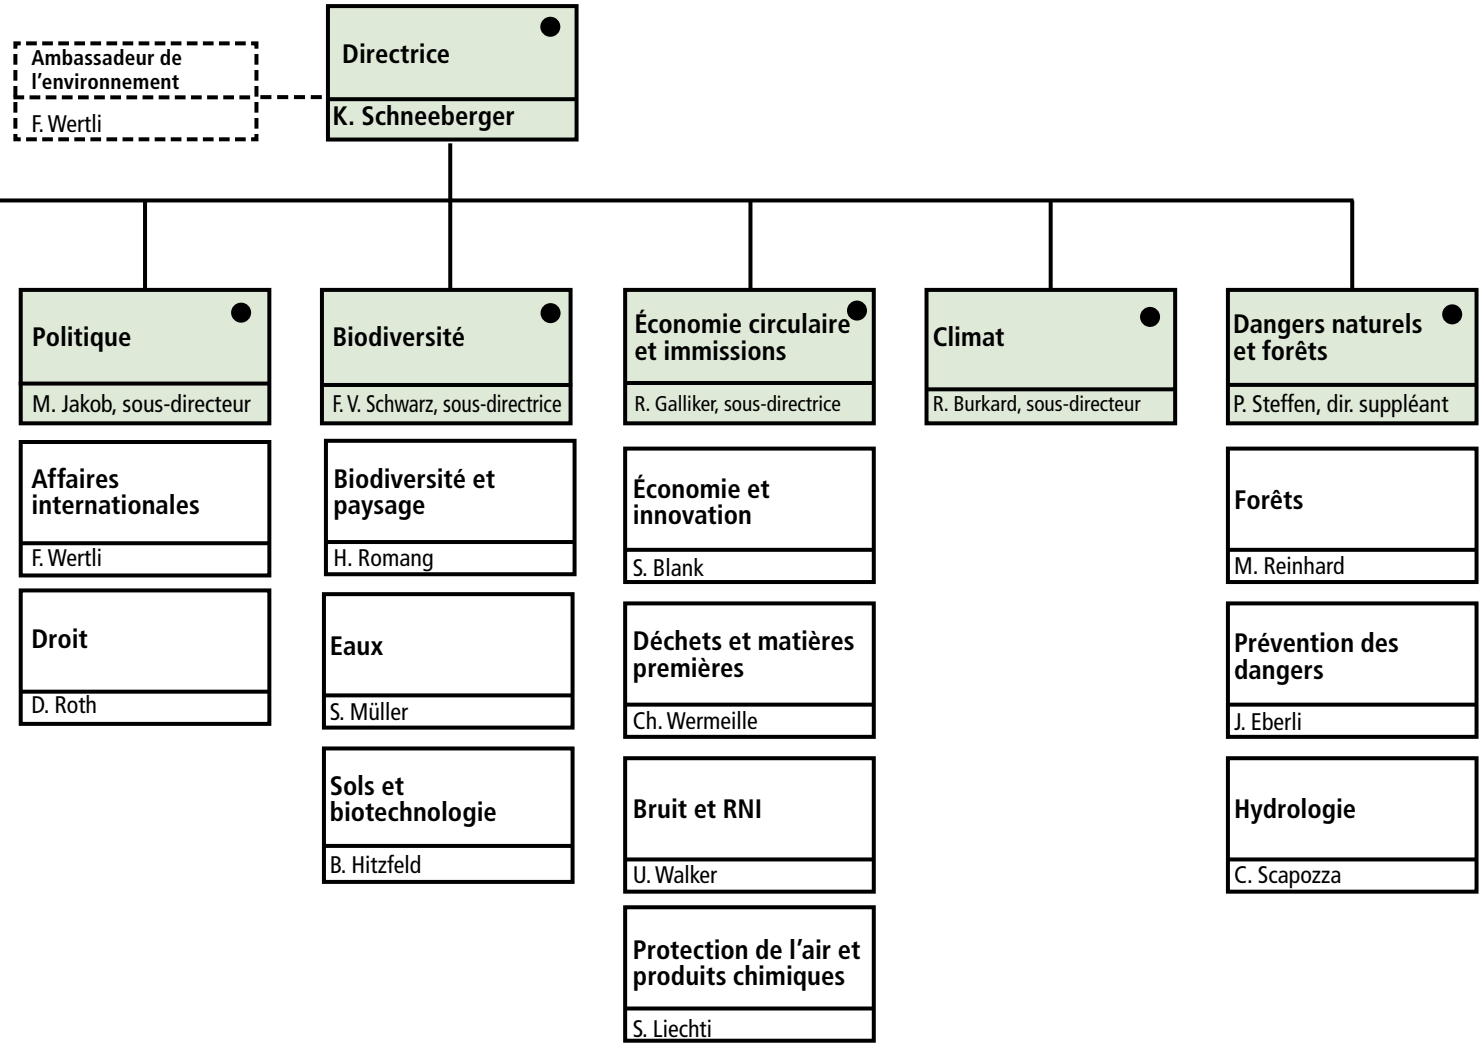 Ambassadeur de
l'environnement
F. Wertli
Directrice
K. Schneeberger
Politique
M. Jakob, sous-directeur
Affaires
internationales
F. Wertli
Droit
D. Roth
Biodiversité
F. V. Schwarz, sous-directrice
Biodiversité et
paysage
H. Romang
Eaux
S. Müller
Sols et
biotechnologie
B. Hitzfeld
Économie circulaire
et immissions
R. Galliker, sous-directrice
Économie et
innovation
S. Blank
Déchets et matières
premières
Ch. Wermeille
Bruit et RNI
U. Walker
Protection de l'air et
produits chimiques
S. Liechti
Climat
R. Burkard, sous-directeur
Dangers naturels
et forêts
P. Steffen, dir. suppléant
Forêts
M. Reinhard
Prévention des
dangers
J. Eberli
Hydrologie
C. Scapozza